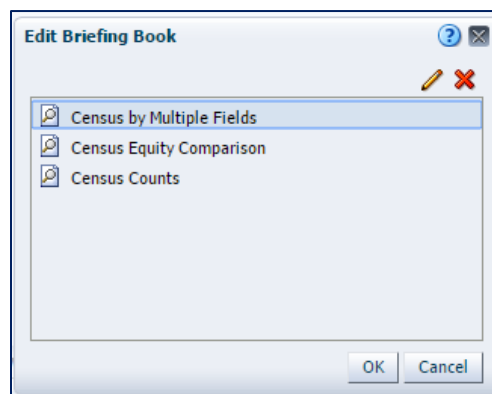 Edit Briefing Book
?
Census by Multiple Fields
Census Equity Comparison
Census Counts
OK Cancel